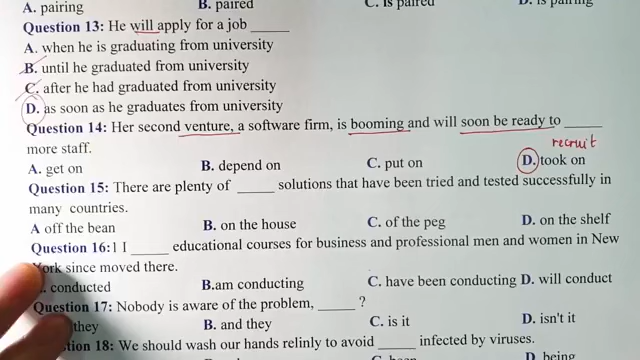 A. pairing B. paired C. is paired D. is pairing
Question 13: He will apply for a job _____
A. when he is graduating from university
B. until he graduated from university
C. after he had graduated from university
D. as soon as he graduates from university
Question 14: Her second venture, a software firm, is booming and will soon be ready to _____
recruit
more staff.
A. get on B. depend on C. put on D. took on
Question 15: There are plenty of _____ solutions that have been tried and tested successfully in
many countries.
A off the bean B. on the house C. of the peg D. on the shelf
Question 16:1 I _____ educational courses for business and professional men and women in New
York since moved there.
conducted B.am conducting C. have been conducting D. will conduct
Question 17: Nobody is aware of the problem, _____ ?
they B. and they C. is it D. isn't it
18: We should wash our hands relinly to avoid _____ infected by viruses.
D. being